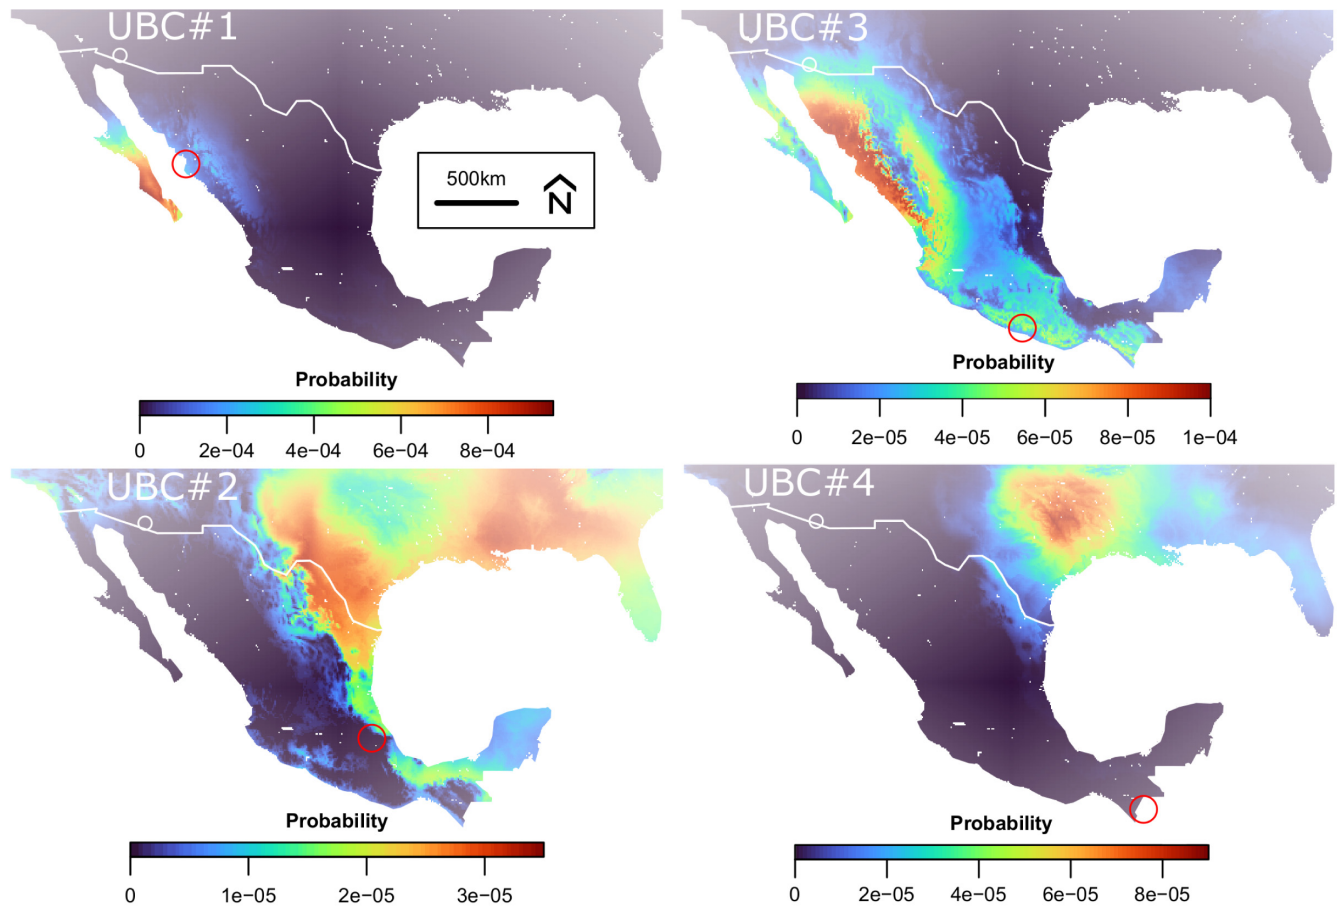 UBC#1
500km
N
Probability
0 2e−04 4e−04 6e−04 8e−04
UBC#3
Probability
0 2e−05 4e−05 6e−05 8e−05 1e−04
UBC#2
Probability
0 1e−05 2e−05 3e−05
UBC#4
Probability
0 2e−05 4e−05 6e−05 8e−05